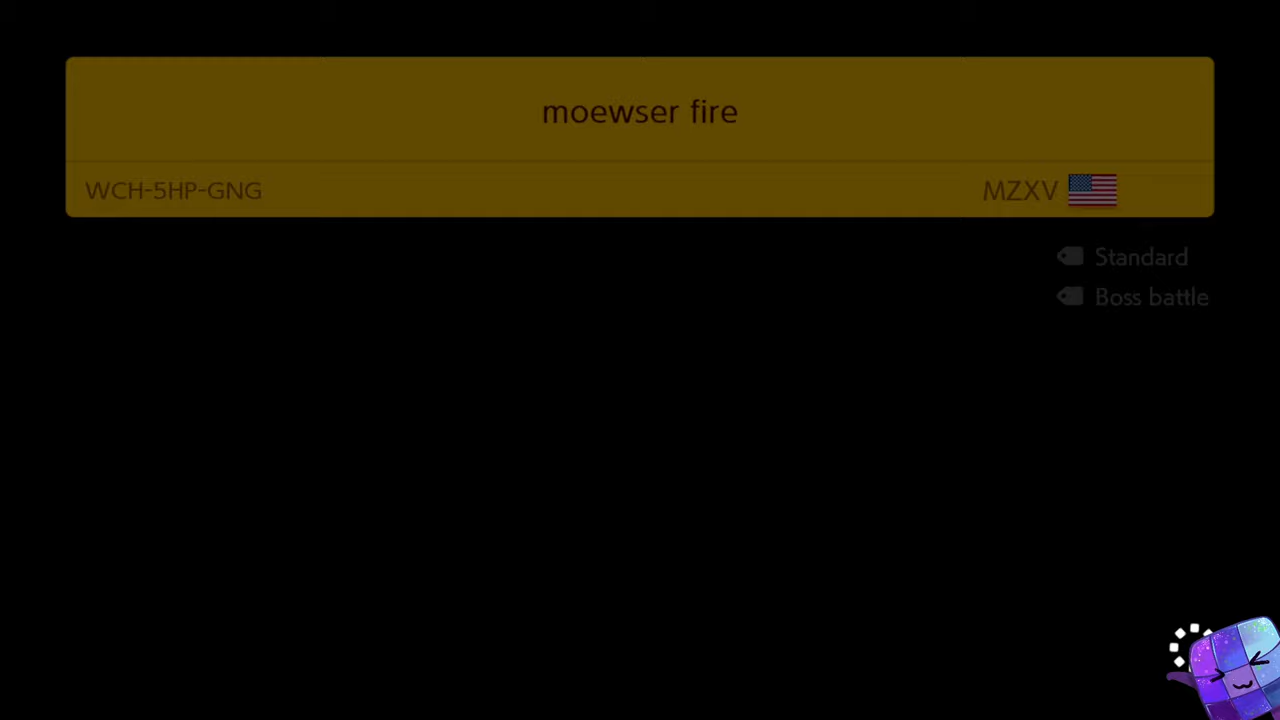 moewser fire
WCH-5HP-GNG
MZXV
Standard
Boss battle